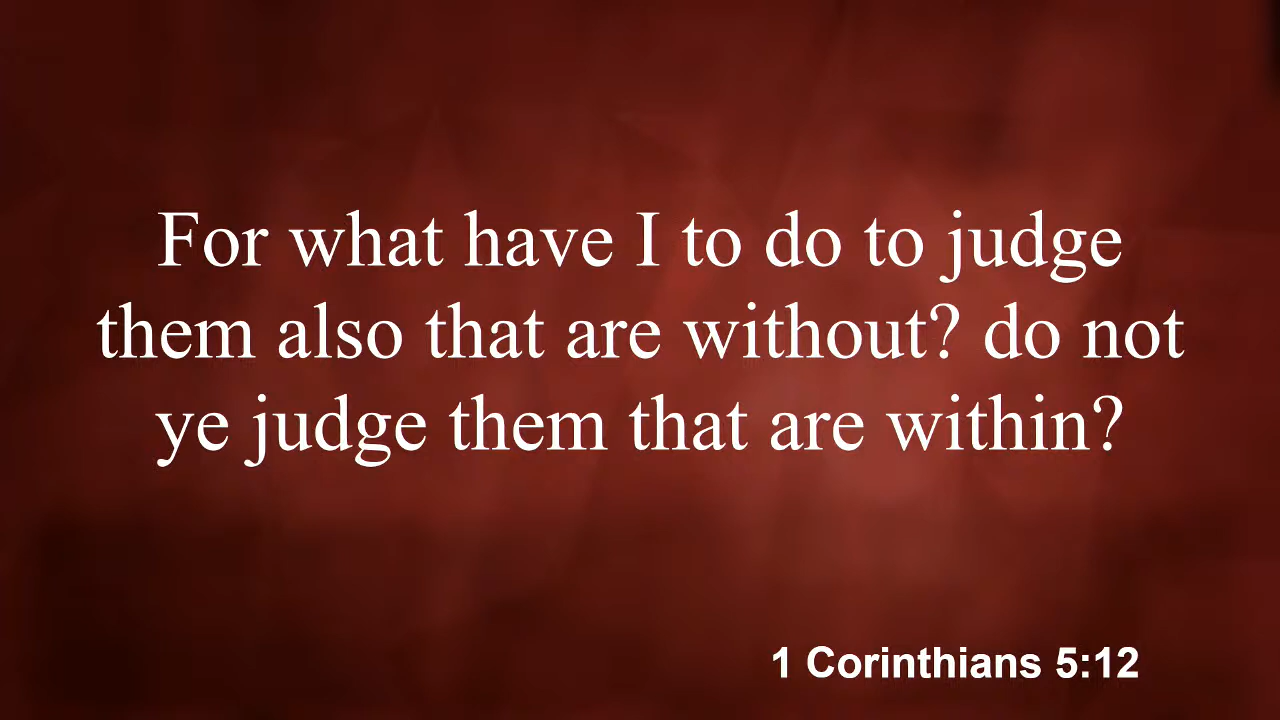 For what have I to do to judge
them also that are without? do not
ye judge them that are within?
1 Corinthians 5:12